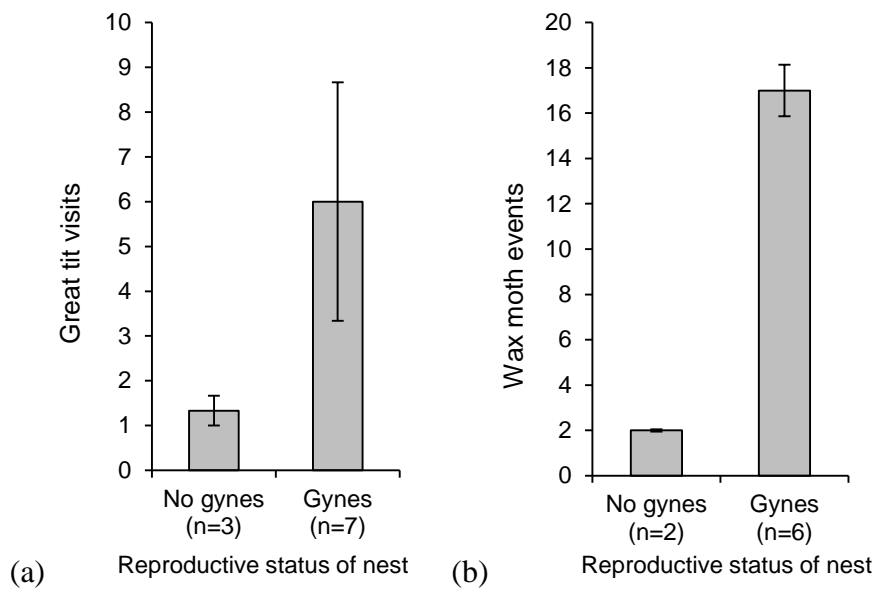 10
9
8
7
6
5
4
3
2
1
0
Great tit visits
No gynes
(n=3)
Gynes
(n=7)
Reproductive status of nest
(a)
20
18
16
14
12
10
8
6
4
2
0
Wax moth events
No gynes
(n=2)
Gynes
(n=6)
Reproductive status of nest
(b)